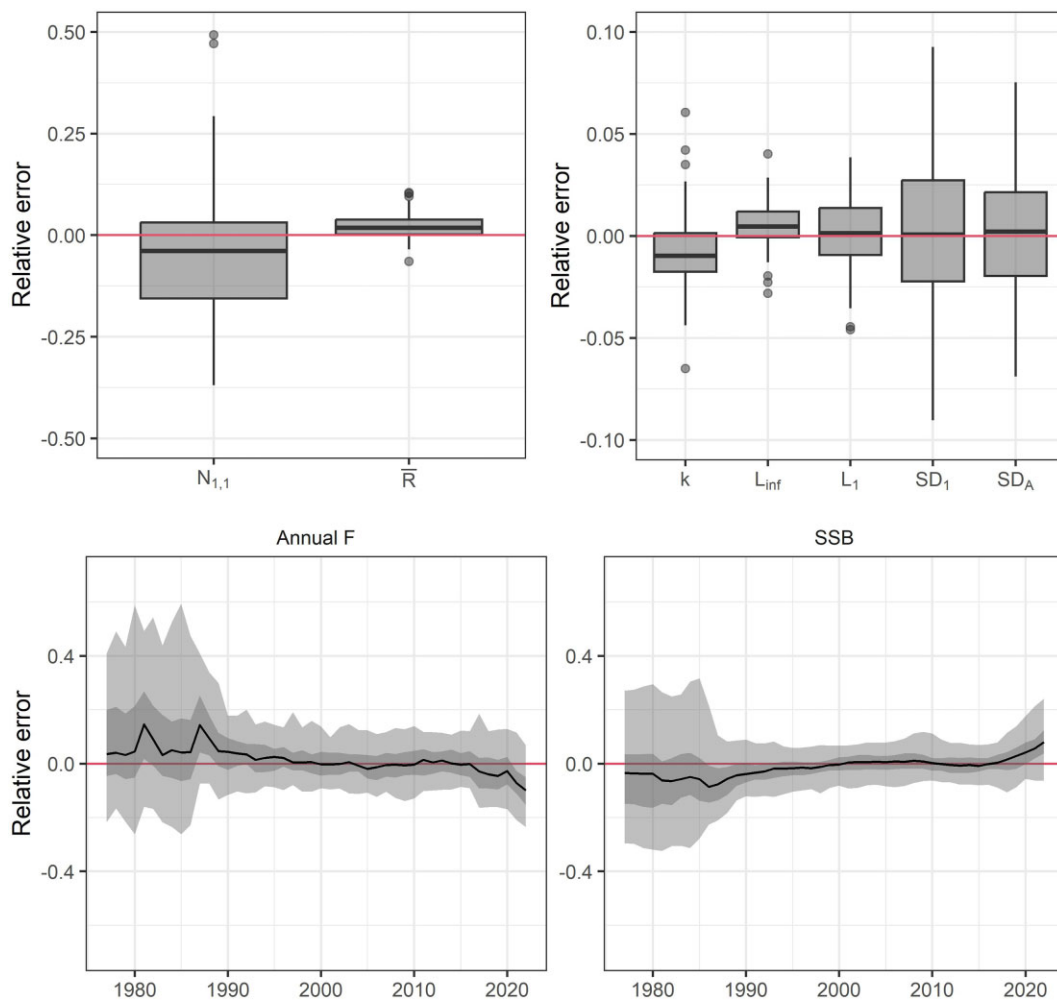 Relative error
0.50
0.25
0.00
-0.25
-0.50
N1,1
R̅
Relative error
0.10
0.05
0.00
-0.05
-0.10
k
Linf
L1
SD1
SDA
Annual F
Relative error
0.4
0.0
-0.4
1980 1990 2000 2010 2020
SSB
0.4
0.0
-0.4
1980 1990 2000 2010 2020